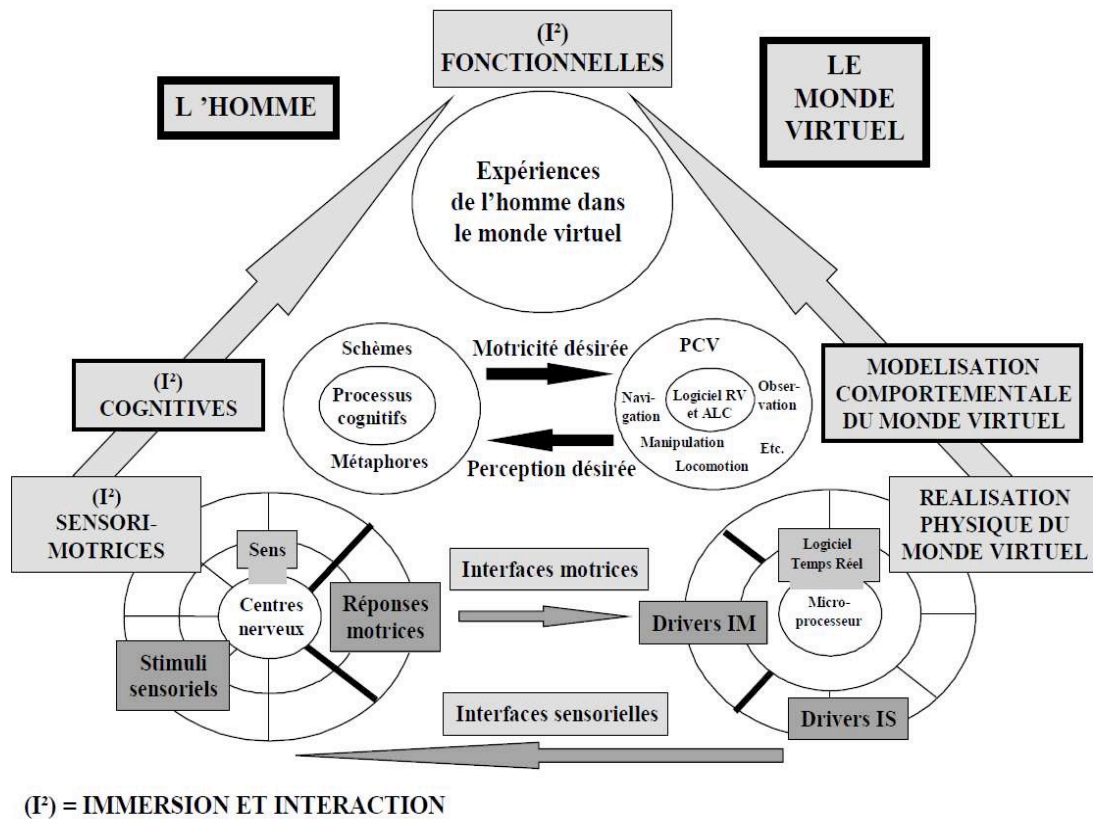 (I²)
FONCTIONNELLES
L ’HOMME
LE
MONDE
VIRTUEL
Expériences
de l’homme dans
le monde virtuel
(I²)
COGNITIVES
Schèmes
Processus
cognitifs
Métaphores
Motricité désirée
Perception désirée
PCV
Logiciel RV
et ALC
Navi-
gation
Obser-
vation
Manipulation
Etc.
Locomotion
MODELISATION
COMPORTEMENTALE
DU MONDE VIRTUEL
(I²)
SENSORI-
MOTRICES
Sens
Centres
nerveux
Réponses
motrices
Stimuli
sensoriels
Interfaces motrices
Interfaces sensorielles
REALISATION
PHYSIQUE DU
MONDE VIRTUEL
Logiciel
Temps Réel
Micro-
processeur
Drivers IM
Drivers IS
(I²) = IMMERSION ET INTERACTION